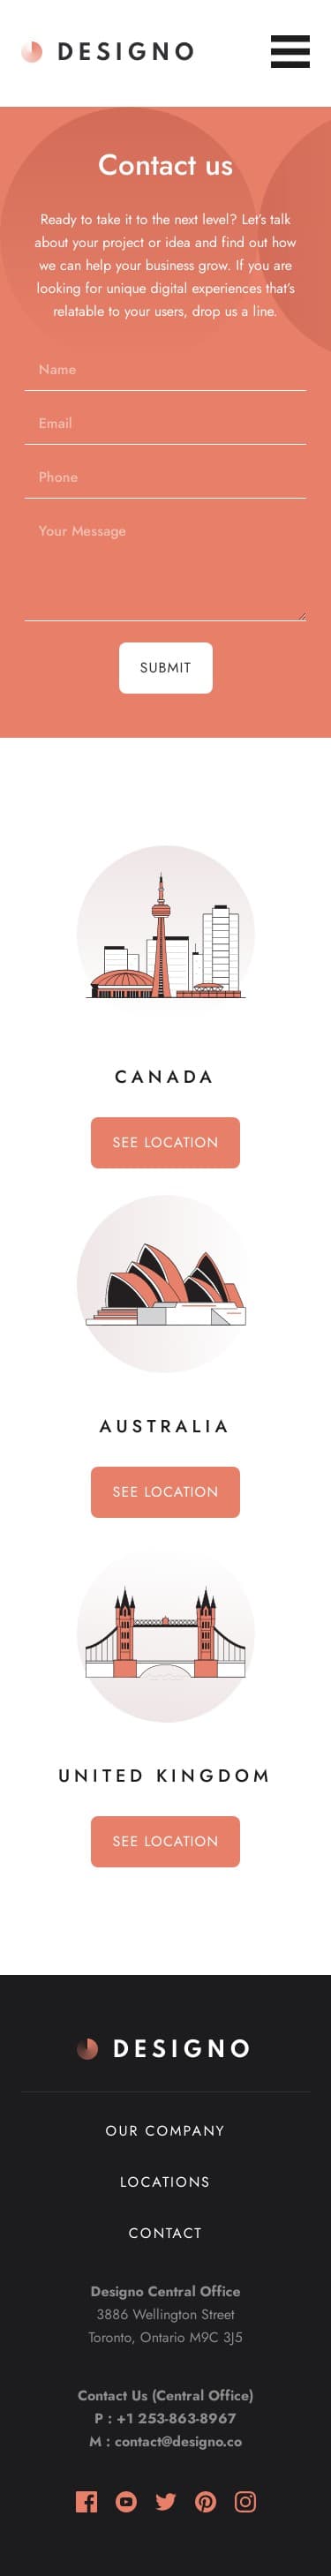 DESIGNO
Contact us
Ready to take it to the next level? Let's talk
about your project or idea and find out how
we can help your business grow. If you are
looking for unique digital experiences that's
relatable to your users, drop us a line.
Name
Email
Phone
Your Message
SUBMIT
CANADA
SEE LOCATION
AUSTRALIA
SEE LOCATION
UNITED KINGDOM
SEE LOCATION
DESIGNO
OUR COMPANY
LOCATIONS
CONTACT
Designo Central Office
3886 Wellington Street
Toronto, Ontario M9C 3J5
Contact Us (Central Office)
P : +1 253-863-8967
M : contact@designo.co